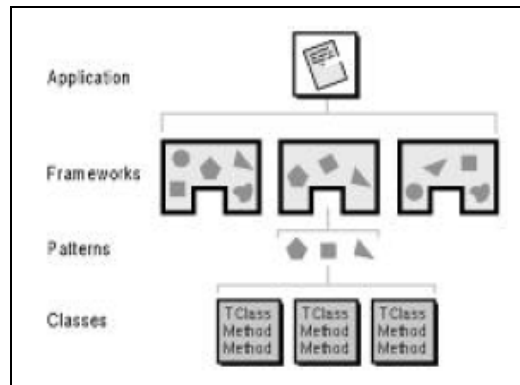 Application
Frameworks
Patterns
Classes
TClass
Method
Method
TClass
Method
Method
TClass
Method
Method